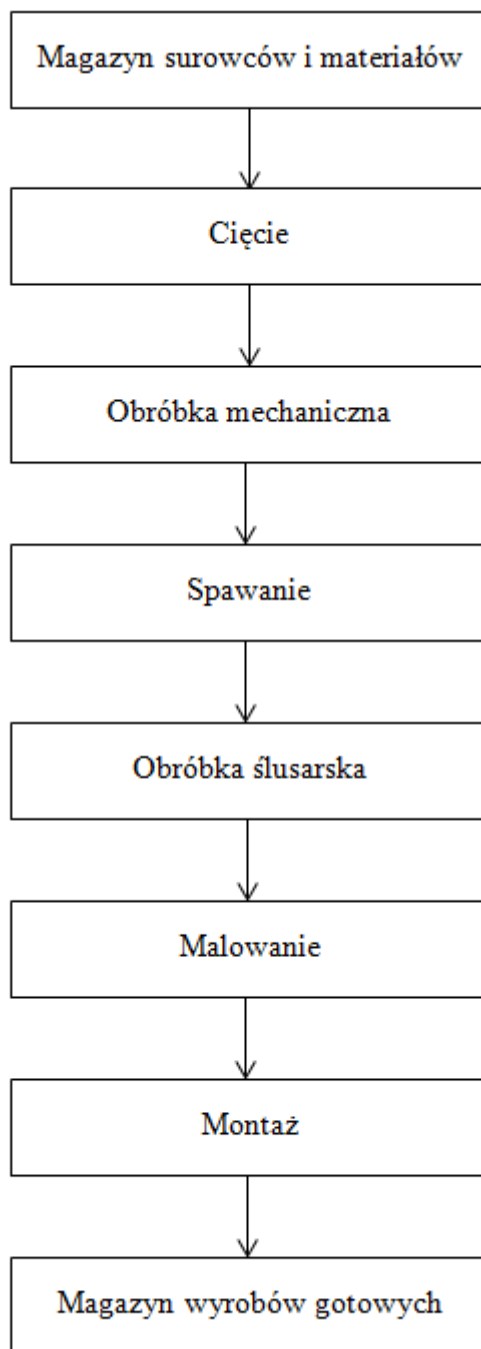 Magazyn surowców i materiałów
Cięcie
Obróbka mechaniczna
Spawanie
Obróbka ślusarska
Malowanie
Montaż
Magazyn wyrobów gotowych